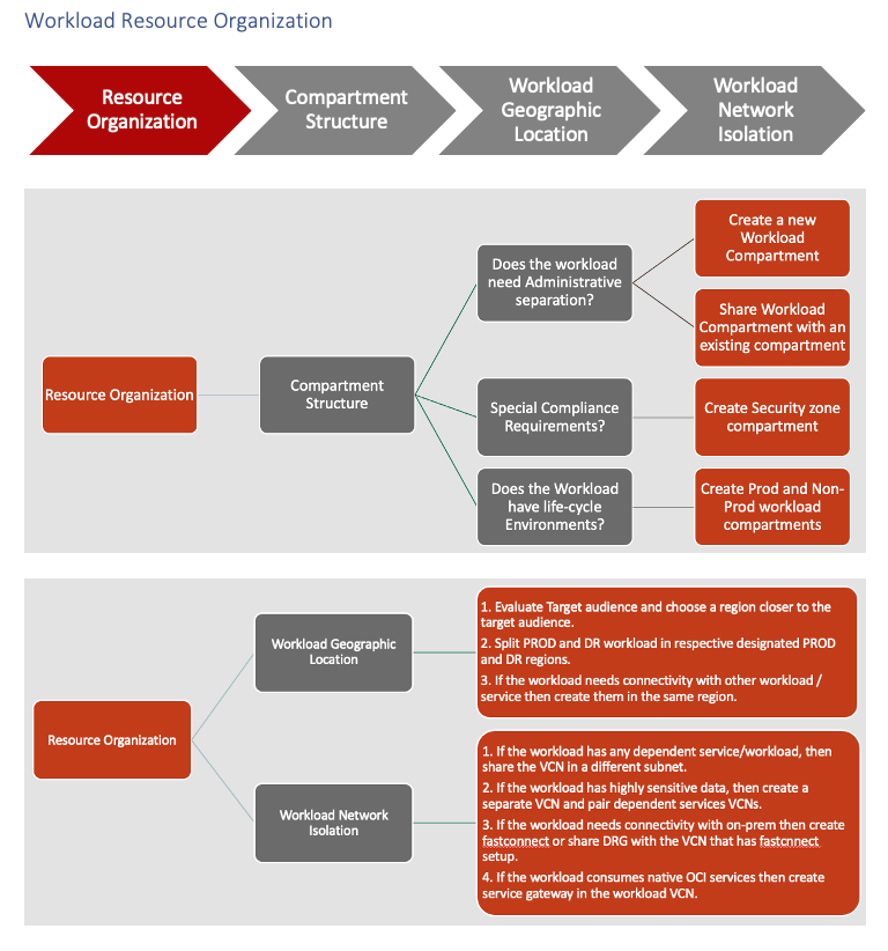 Workload Resource Organization
Resource
Organization
Compartment
Structure
Workload
Geographic
Location
Workload
Network
Isolation
Resource Organization
Compartment
Structure
Does the workload
need Administrative
separation?
Create a new
Workload
Compartment
Share Workload
Compartment with an
existing compartment
Special Compliance
Requirements?
Create Security zone
compartment
Does the Workload
have life-cycle
Environments?
Create Prod and Non-
Prod workload
compartments
Resource Organization
Workload Geographic
Location
1. Evaluate Target audience and choose a region closer to the
target audience.
2. Split PROD and DR workload in respective designated PROD
and DR regions.
3. If the workload needs connectivity with other workload /
service then create them in the same region.
Workload Network
Isolation
1. If the workload has any dependent service/workload, then
share the VCN in a different subnet.
2. If the workload has highly sensitive data, then create a
separate VCN and pair dependent services VCNs.
3. If the workload needs connectivity with on-prem then create
fastconnect or share DRG with the VCN that has fastcnnect
setup.
4. If the workload consumes native OCI services then create
service gateway in the workload VCN.